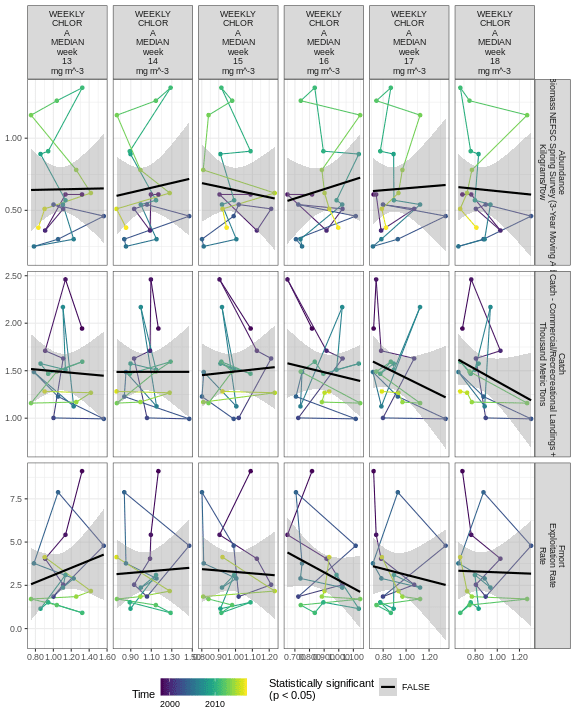 WEEKLY WEEKLY WEEKLY WEEKLY WEEKLY WEEKLY
CHLOR CHLOR CHLOR CHLOR CHLOR CHLOR
A A A A A A
MEDIAN MEDIAN MEDIAN MEDIAN MEDIAN MEDIAN
week week week week week week
13 14 15 16 17 18
mg m^-3 mg m^-3 mg m^-3 mg m^-3 mg m^-3 mg m^-3
1.00
0.50
Abundance
Biomass NEFSC Spring Survey (3-Year Moving
Kilograms/Tow
2.50
2.00
1.50
1.00
Catch
Catch - Commercial/Recreational Landings +
Thousand Metric Tons
7.5
5.0
2.5
0.0
Fmort
Exploitation Rate
Rate
0.80 1.00 1.20 1.40 1.60 0.90 1.10 1.30 0.80 1.00 1.20 0.80 1.00 1.20 0.80 1.00 1.20
Time
2000 2010
Statistically significant
(p < 0.05)
FALSE